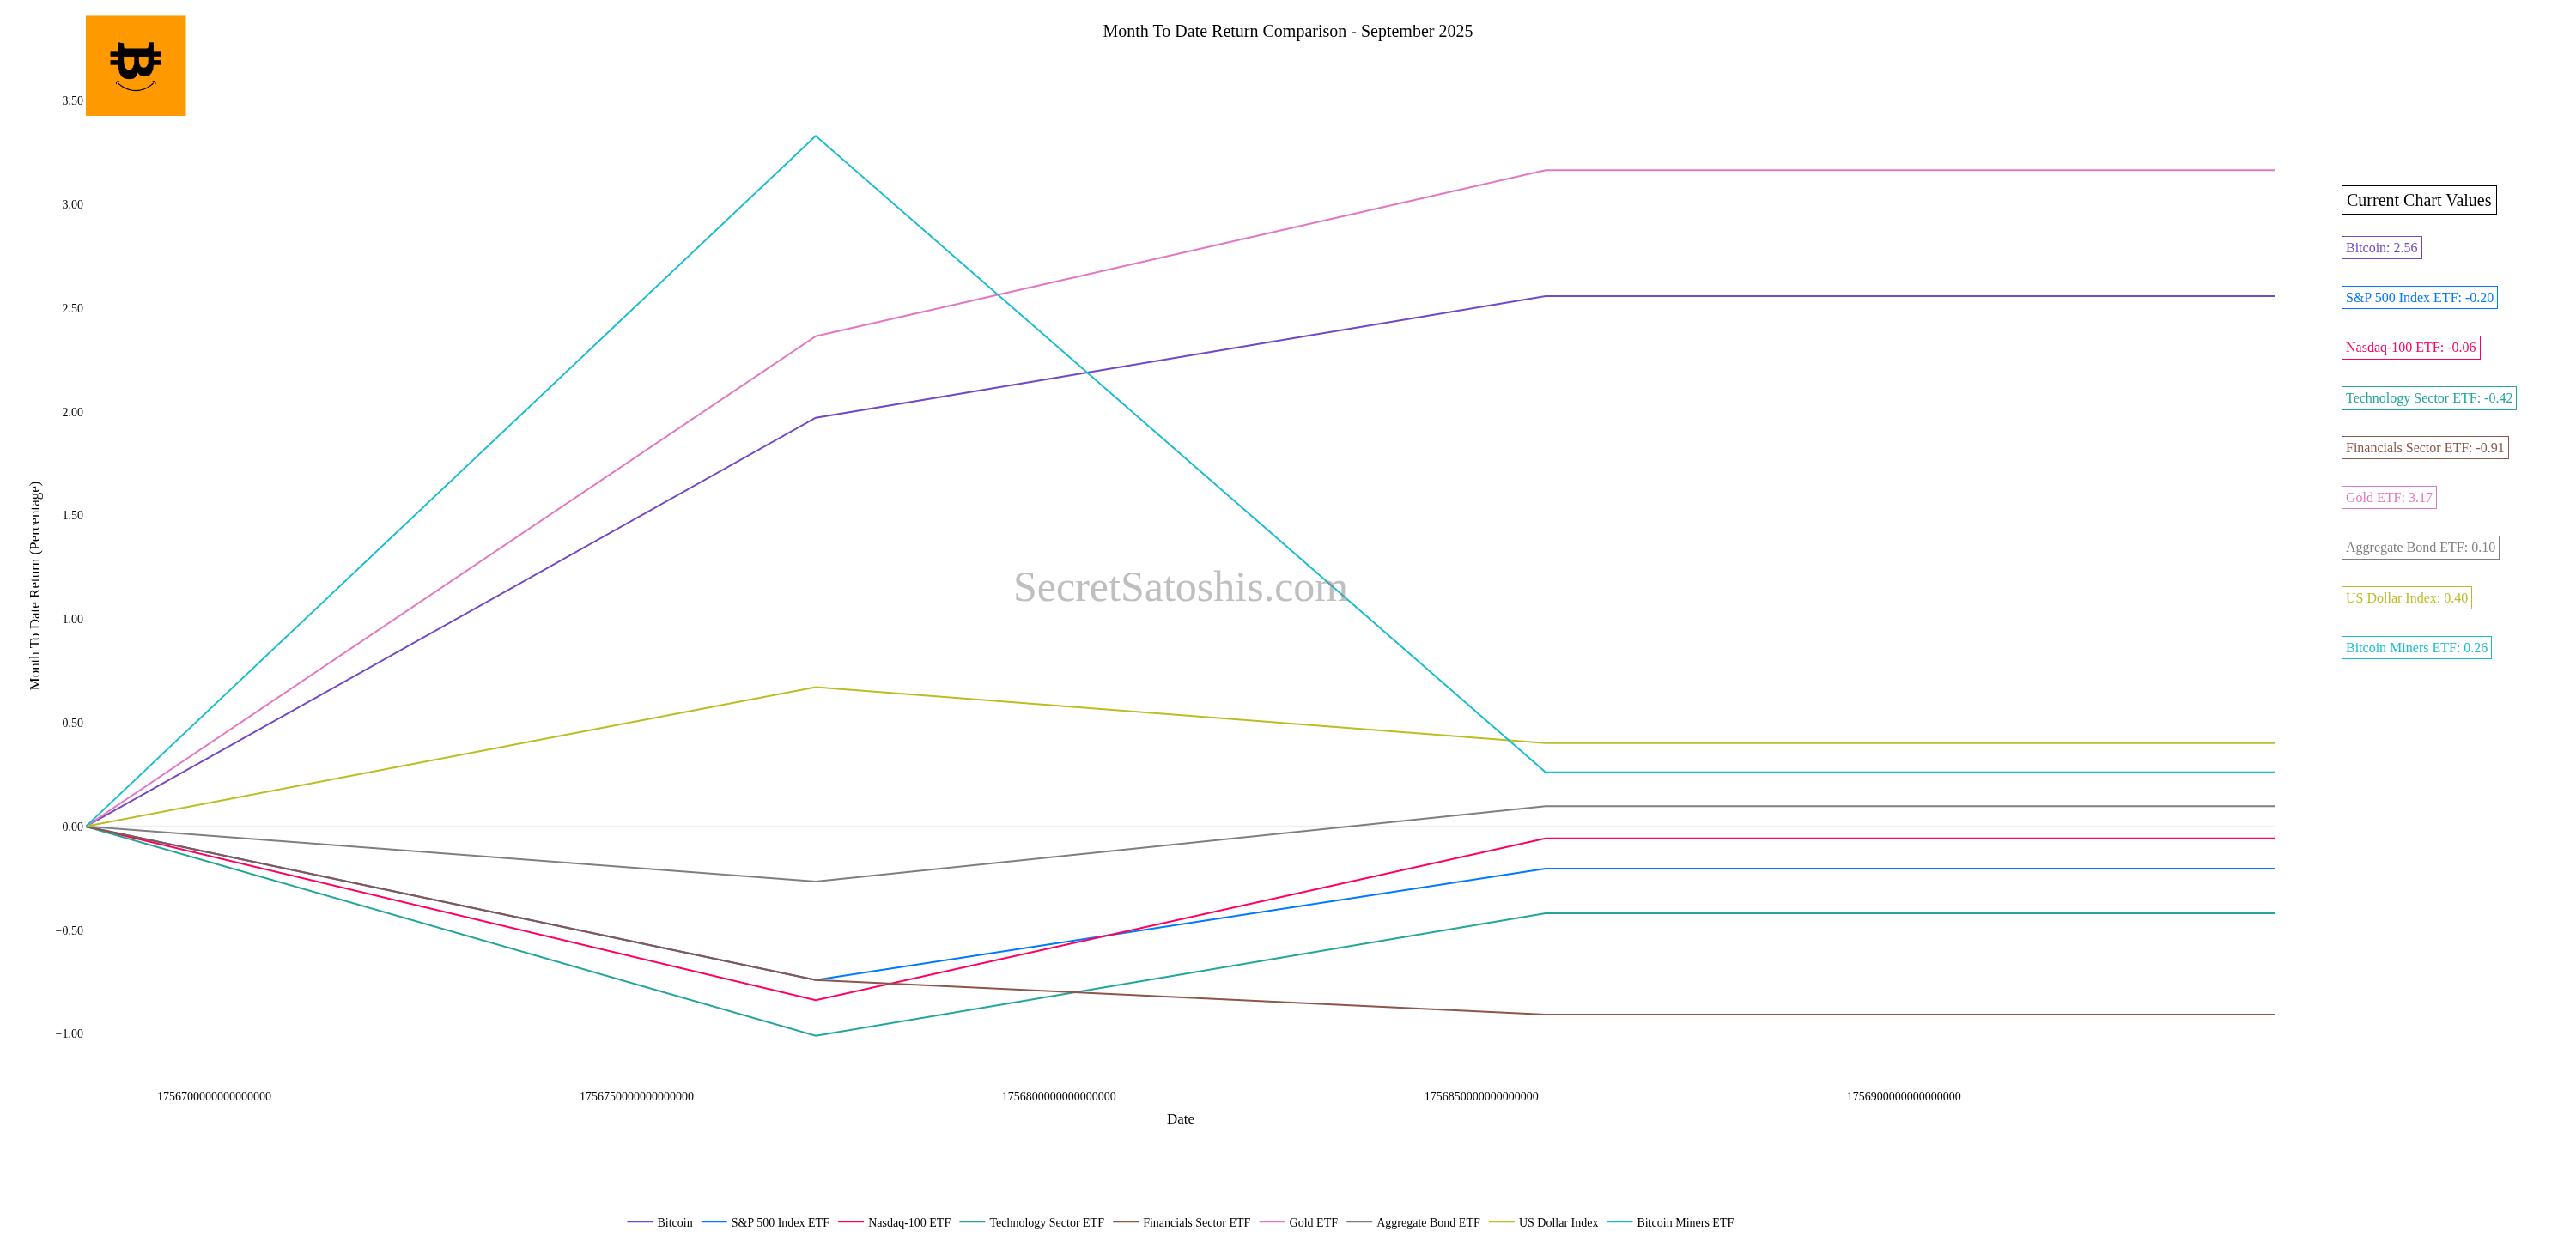 Month To Date Return Comparison - September 2025
3.50
3.00
2.50
2.00
1.50
1.00
0.50
0.00
−0.50
−1.00
Month To Date Return (Percentage)
SecretSatoshis.com
Current Chart Values
Bitcoin: 2.56
S&P 500 Index ETF: -0.20
Nasdaq-100 ETF: -0.06
Technology Sector ETF: -0.42
Financials Sector ETF: -0.91
Gold ETF: 3.17
Aggregate Bond ETF: 0.10
US Dollar Index: 0.40
Bitcoin Miners ETF: 0.26
1756700000000000000 1756750000000000000 1756800000000000000 1756850000000000000 1756900000000000000
Date
Bitcoin S&P 500 Index ETF Nasdaq-100 ETF Technology Sector ETF Financials Sector ETF Gold ETF Aggregate Bond ETF US Dollar Index Bitcoin Miners ETF